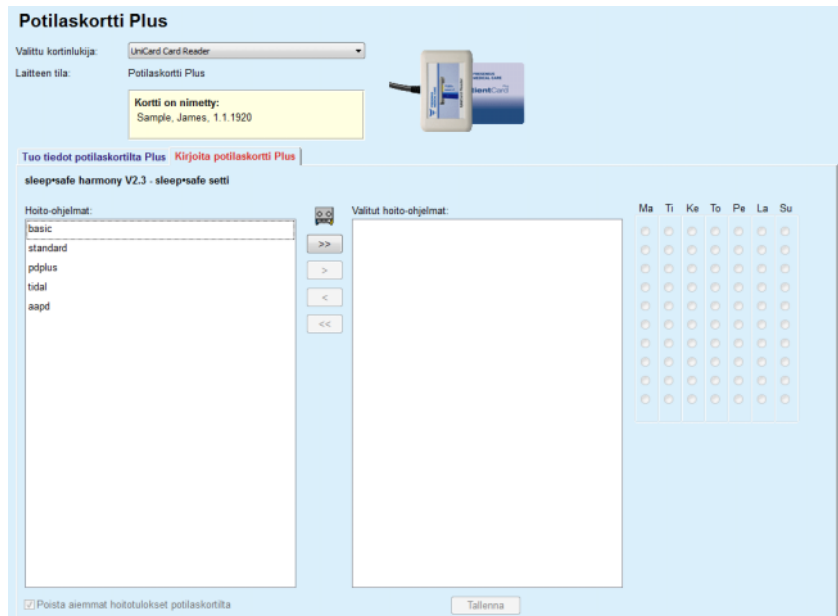 Potilaskortti Plus
Valittu kortinlukija: UniCard Card Reader
Laitteen tila: Potilaskortti Plus
Kortti on nimetty:
Sample, James, 1.1.1920
Tuo tiedot potilaskortilta Plus Kirjoita potilaskortti Plus
sleep•safe harmony V2.3 - sleep•safe setti
Hoito-ohjelmat: Valitut hoito-ohjelmat: Ma Ti Ke To Pe La Su
basic
>>
standard
>
pdplus
tidal
<
aapd
<<
Poista aiemmat hoitotulokset potilaskortilta Tallenna